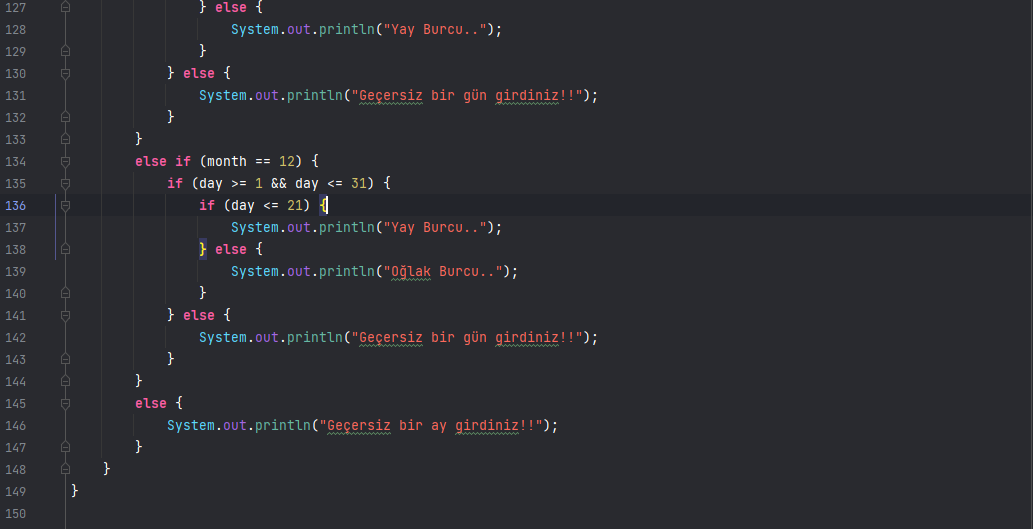 127 } else {
128 System.out.println("Yay Burcu..");
129 }
130 } else {
131 System.out.println("Geçersiz bir gün girdiniz!!");
132 }
133 }
134 else if (month == 12) {
135 if (day >= 1 && day <= 31) {
136 if (day <= 21) {
137 System.out.println("Yay Burcu..");
138 } else {
139 System.out.println("Oğlak Burcu..");
140 }
141 } else {
142 System.out.println("Geçersiz bir gün girdiniz!!");
143 }
144 }
145 else {
146 System.out.println("Geçersiz bir ay girdiniz!!");
147 }
148 }
149 }
150